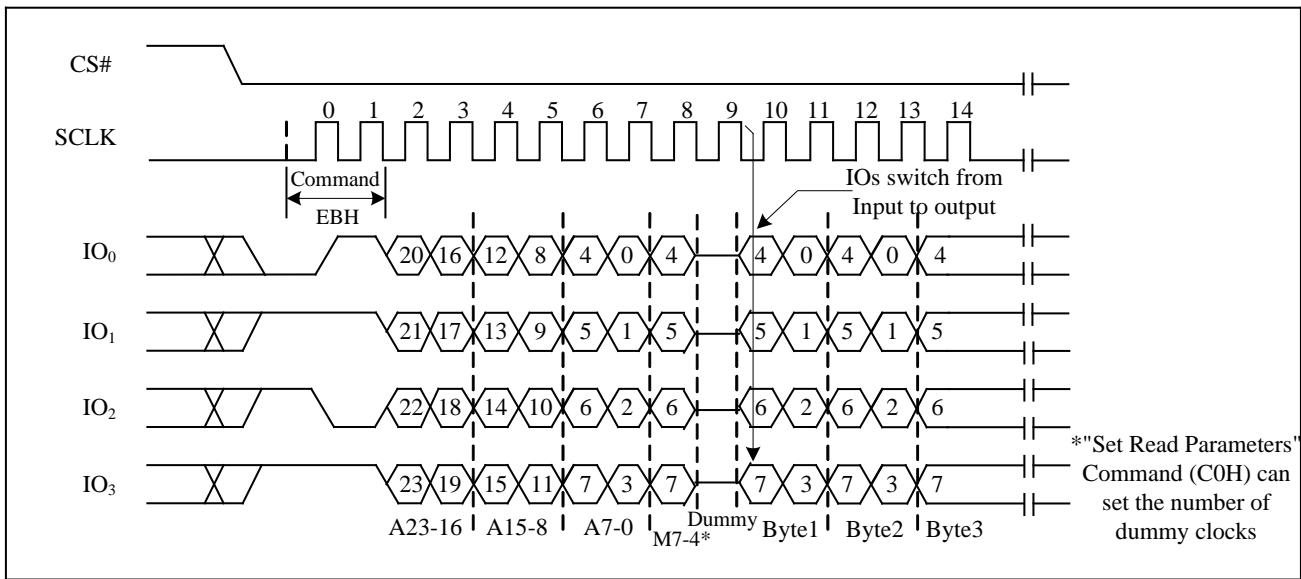 CS#
0 1 2 3 4 5 6 7 8 9 10 11 12 13 14
SCLK
Command
EBH
IOs switch from
Input to output
IO₀ 20 16 12 8 4 0 4 4 0 4 0 4
IO₁ 21 17 13 9 5 1 5 5 1 5 1 5
IO₂ 22 18 14 10 6 2 6 6 2 6 2 6
IO₃ 23 19 15 11 7 3 7 7 3 7 3 7
A23-16 A15-8 A7-0 M7-4* Dummy Byte1 Byte2 Byte3
*"Set Read Parameters"
Command (C0H) can
set the number of
dummy clocks